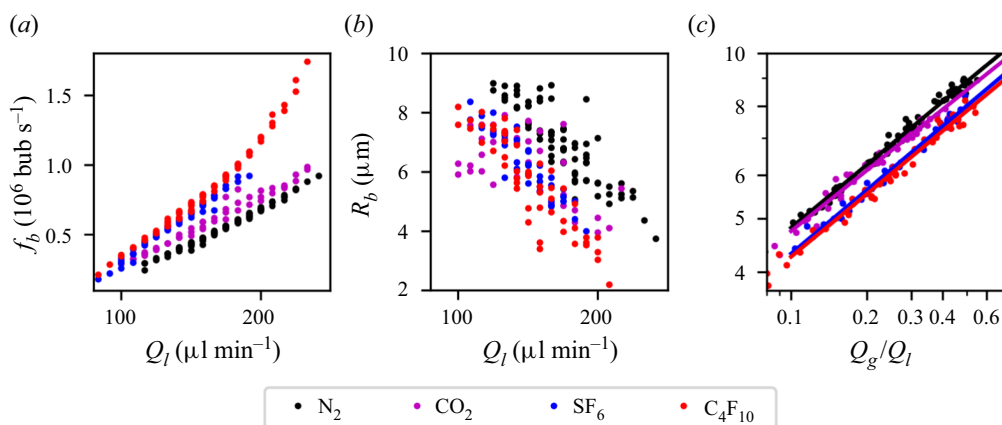 (a)
(b)
(c)
f_b (10^6 bub s^−1)
1.5
1.0
0.5
100
200
Q_l (μl min^−1)
R_b (μm)
10
8
6
4
2
100
200
Q_l (μl min^−1)
10
8
6
5
4
0.1
0.2
0.3
0.4
0.6
Q_g/Q_l
N_2
CO_2
SF_6
C_4F_10